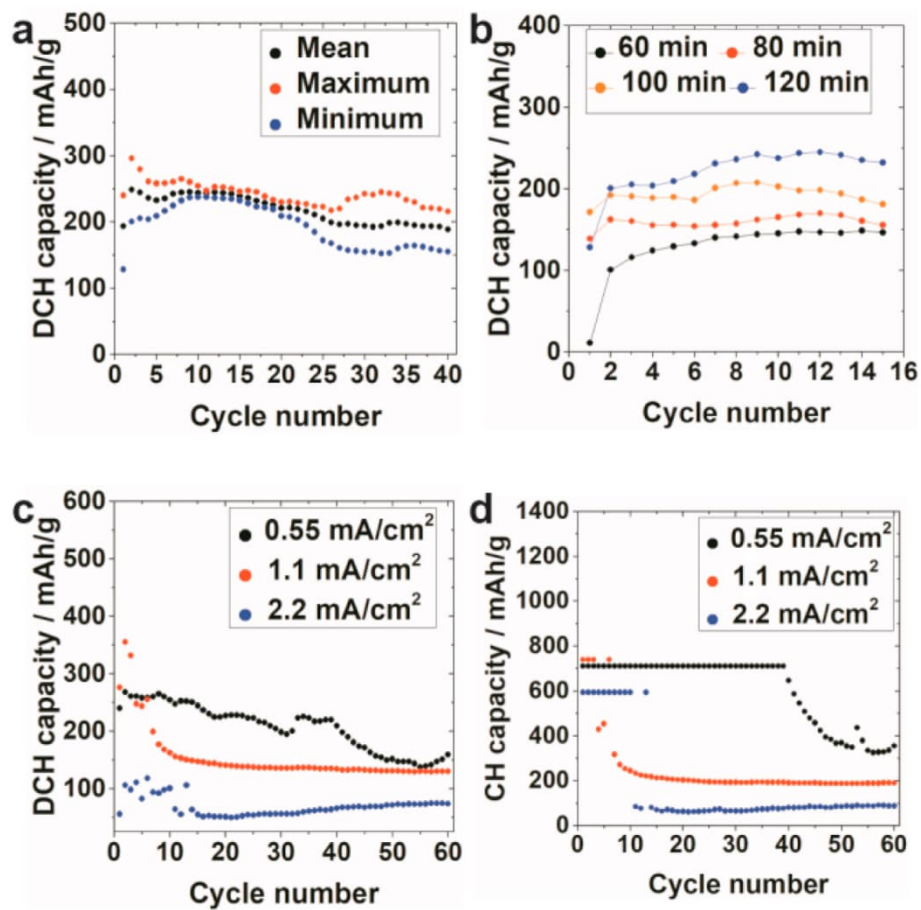 a
500
400
300
200
100
0
DCH capacity / mAh/g
Mean
Maximum
Minimum
0 5 10 15 20 25 30 35 40
Cycle number
b
400
300
200
100
0
DCH capacity / mAh/g
60 min 80 min
100 min 120 min
0 2 4 6 8 10 12 14 16
Cycle number
c
600
500
400
300
200
100
DCH capacity / mAh/g
0.55 mA/cm²
1.1 mA/cm²
2.2 mA/cm²
0 10 20 30 40 50 60
Cycle number
d
1400
1200
1000
800
600
400
200
0
CH capacity / mAh/g
0.55 mA/cm²
1.1 mA/cm²
2.2 mA/cm²
0 10 20 30 40 50 60
Cycle number